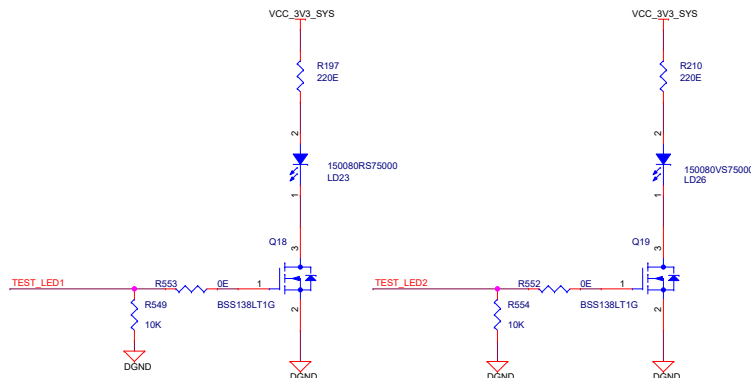 VCC_3V3_SYS
R197
220E
2
150080RS75000
LD23
1
3
Q18
TEST_LED1
R553
0E
1
BSS138LT1G
2
R549
10K
DGND
DGND
VCC_3V3_SYS
R210
220E
2
150080VS75000
LD26
1
3
Q19
TEST_LED2
R552
0E
1
BSS138LT1G
2
R554
10K
DGND
DGND